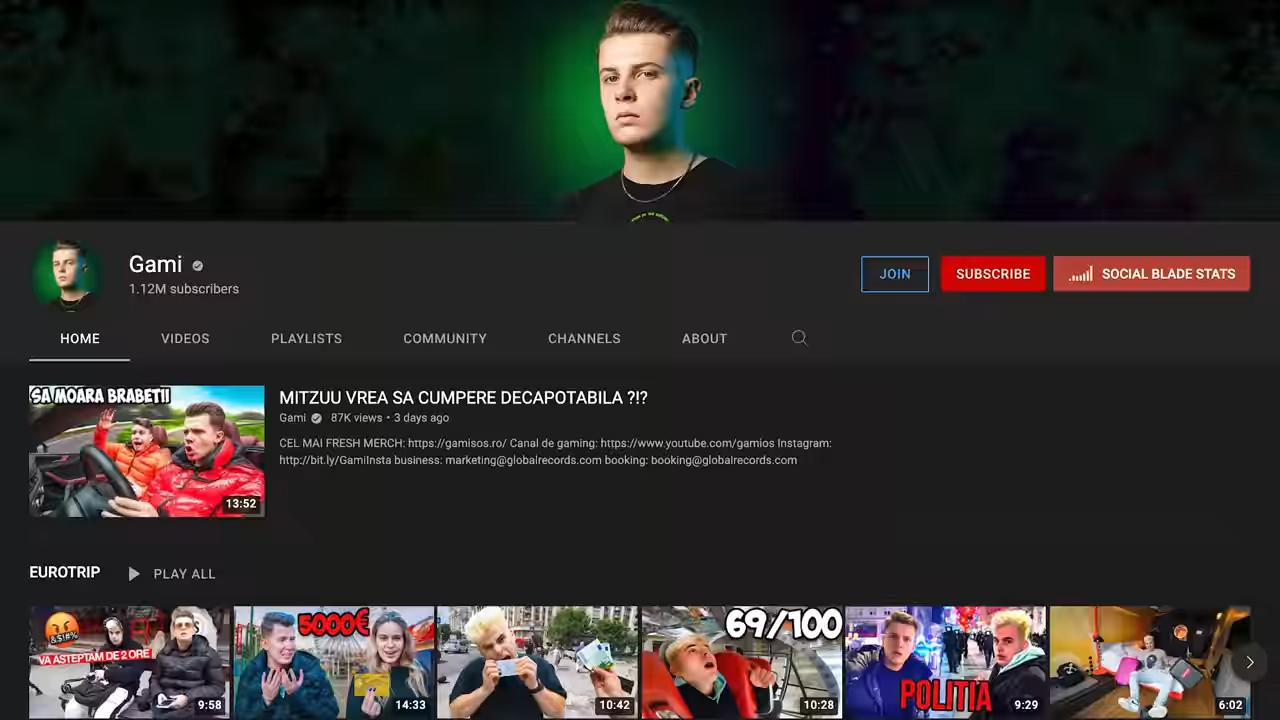 Gami
1.12M subscribers
JOIN
SUBSCRIBE
SOCIAL BLADE STATS
HOME
VIDEOS
PLAYLISTS
COMMUNITY
CHANNELS
ABOUT
SA MOARA BRABETII
13:52
MITZUU VREA SA CUMPERE DECAPOTABILA ?!?
Gami 87K views • 3 days ago
CEL MAI FRESH MERCH: https://gamisos.ro/ Canal de gaming: https://www.youtube.com/gamios Instagram:
http://bit.ly/GamiInsta business: marketing@globalrecords.com booking: booking@globalrecords.com
EUROTRIP
PLAY ALL
&$!#%
VA ASTEPTAM DE 2 ORE
9:58
5000€
14:33
10:42
69/100
10:28
POLITIA
9:29
6:02